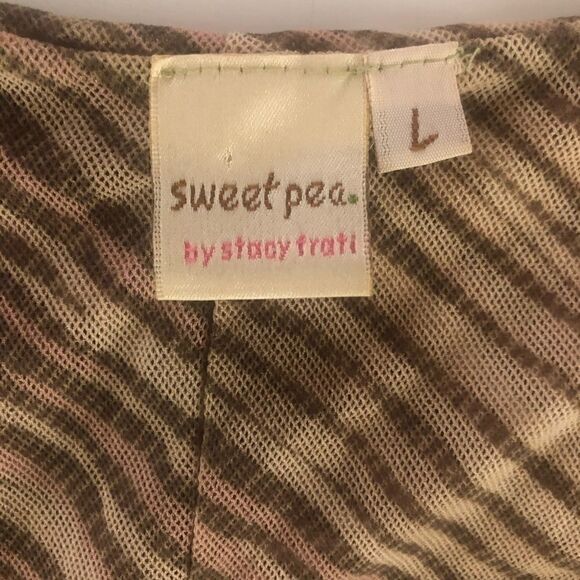 sweet pea.
by stacy frati
L